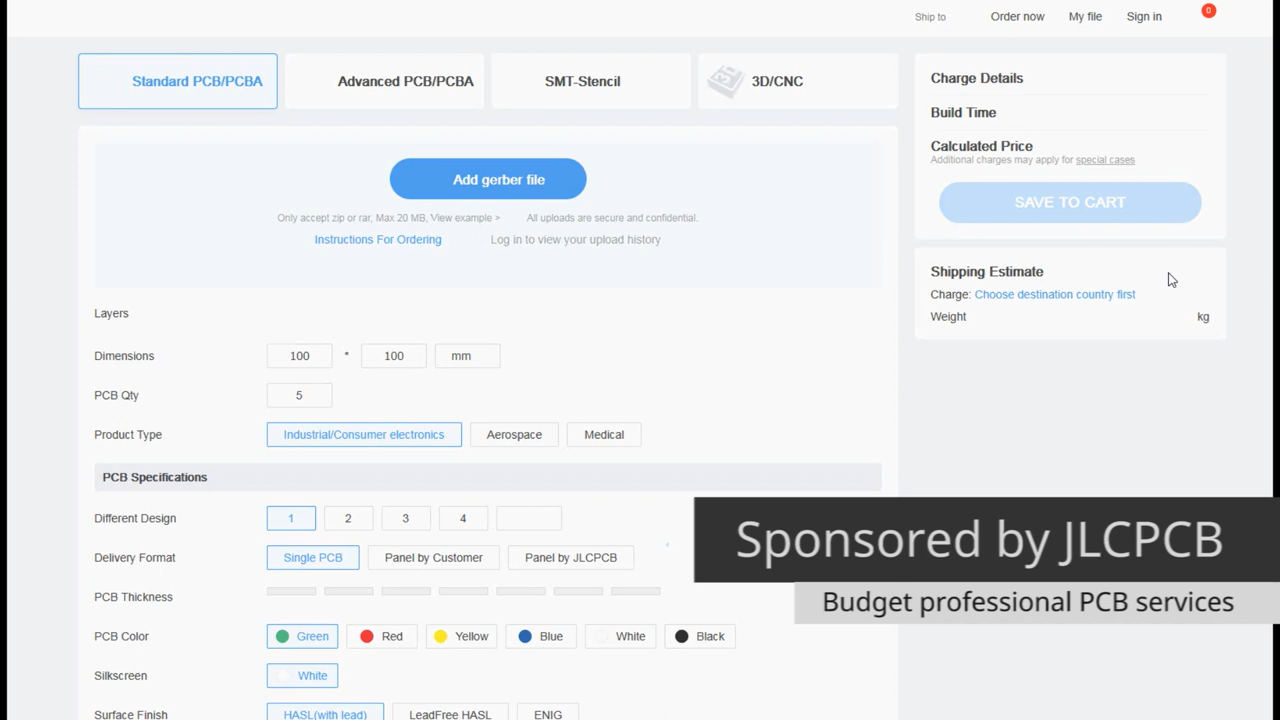 Ship to Order now My file Sign in 0
Standard PCB/PCBA Advanced PCB/PCBA SMT-Stencil 3D/CNC
Charge Details
Build Time
Calculated Price
Additional charges may apply for special cases
SAVE TO CART
Add gerber file
Only accept zip or rar, Max 20 MB, View example > All uploads are secure and confidential.
Instructions For Ordering Log in to view your upload history
Shipping Estimate
Charge: Choose destination country first
Weight kg
Layers
Dimensions 100 * 100 mm
PCB Qty 5
Product Type Industrial/Consumer electronics Aerospace Medical
PCB Specifications
Different Design 1 2 3 4
Delivery Format Single PCB Panel by Customer Panel by JLCPCB
PCB Thickness
PCB Color Green Red Yellow Blue White Black
Silkscreen White
Surface Finish HASL(with lead) LeadFree HASL ENIG
Sponsored by JLCPCB
Budget professional PCB services